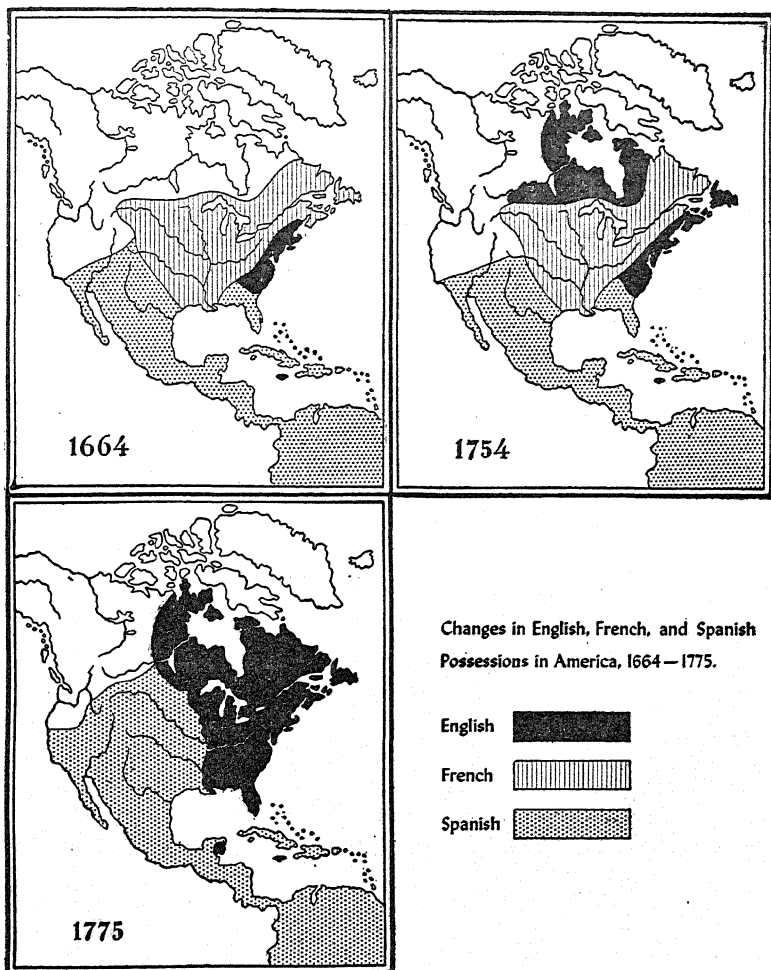 1664
1754
1775
Changes in English, French, and Spanish
Possessions in America, 1664—1775.
English
French
Spanish